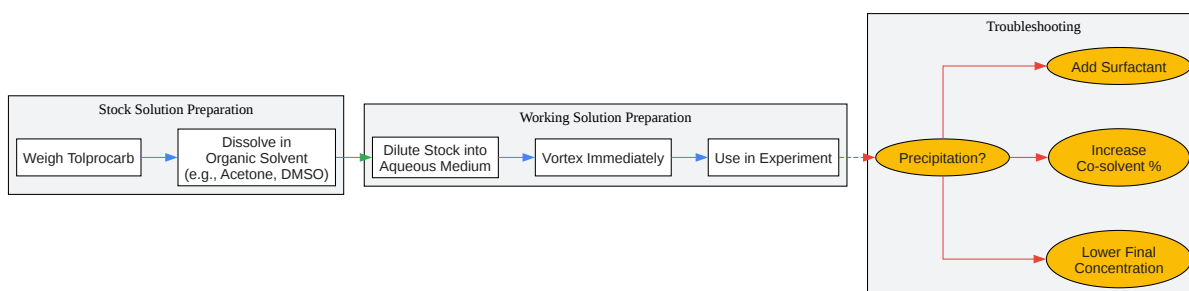 Stock Solution Preparation
Weigh Tolprocarb
Dissolve in
Organic Solvent
(e.g., Acetone, DMSO)
Working Solution Preparation
Dilute Stock into
Aqueous Medium
Vortex Immediately
Use in Experiment
Troubleshooting
Precipitation?
Add Surfactant
Increase
Co-solvent %
Lower Final
Concentration